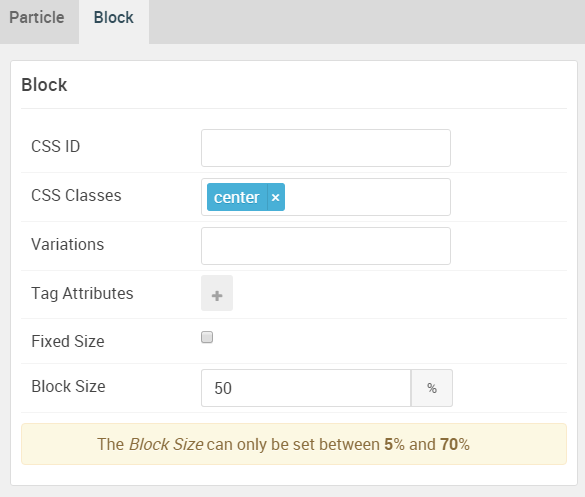 Particle Block
Block
CSS ID
CSS Classes center ×
Variations
Tag Attributes +
Fixed Size
Block Size 50 %
The Block Size can only be set between 5% and 70%